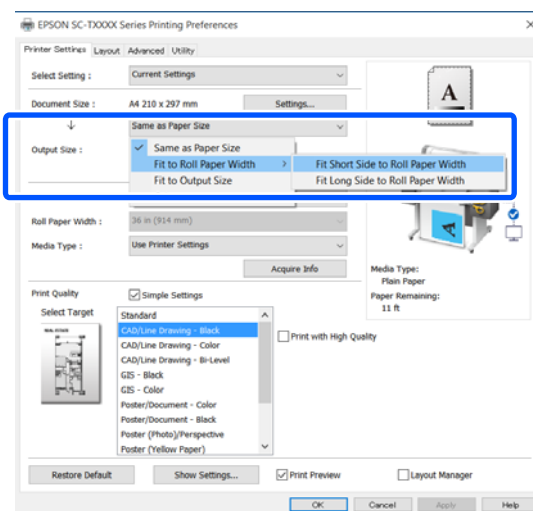 EPSON SC-TXXXX Series Printing Preferences
Printer Settings Layout Advanced Utility
Select Setting : Current Settings
Document Size : A4 210 x 297 mm Settings...
Same as Paper Size
Output Size :
Same as Paper Size
Fit to Roll Paper Width Fit Short Side to Roll Paper Width
Fit to Output Size Fit Long Side to Roll Paper Width
A
Roll Paper Width : 36 in (914 mm)
Media Type : Use Printer Settings
Acquire Info
Media Type:
Plain Paper
Paper Remaining:
11 ft
Print Quality Simple Settings
Select Target
REAL ESTATE
Standard
CAD/Line Drawing - Black
CAD/Line Drawing - Color
CAD/Line Drawing - Bi-Level
GIS - Black
GIS - Color
Poster/Document - Color
Poster/Document - Black
Poster (Photo)/Perspective
Poster (Yellow Paper)
Print with High Quality
Restore Default Show Settings... Print Preview Layout Manager
OK Cancel Apply Help